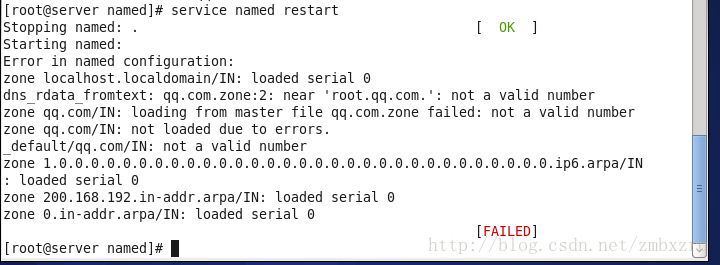 [root@server named]# service named restart
Stopping named: . [ OK ]
Starting named:
Error in named configuration:
zone localhost.localdomain/IN: loaded serial 0
dns_rdata_fromtext: qq.com.zone:2: near 'root.qq.com.': not a valid number
zone qq.com/IN: loading from master file qq.com.zone failed: not a valid number
zone qq.com/IN: not loaded due to errors.
_default/qq.com/IN: not a valid number
zone 1.0.0.0.0.0.0.0.0.0.0.0.0.0.0.0.0.0.0.0.0.0.0.0.0.0.0.0.0.0.0.0.ip6.arpa/IN
: loaded serial 0
zone 200.168.192.in-addr.arpa/IN: loaded serial 0
zone 0.in-addr.arpa/IN: loaded serial 0
[FAILED]
[root@server named]#